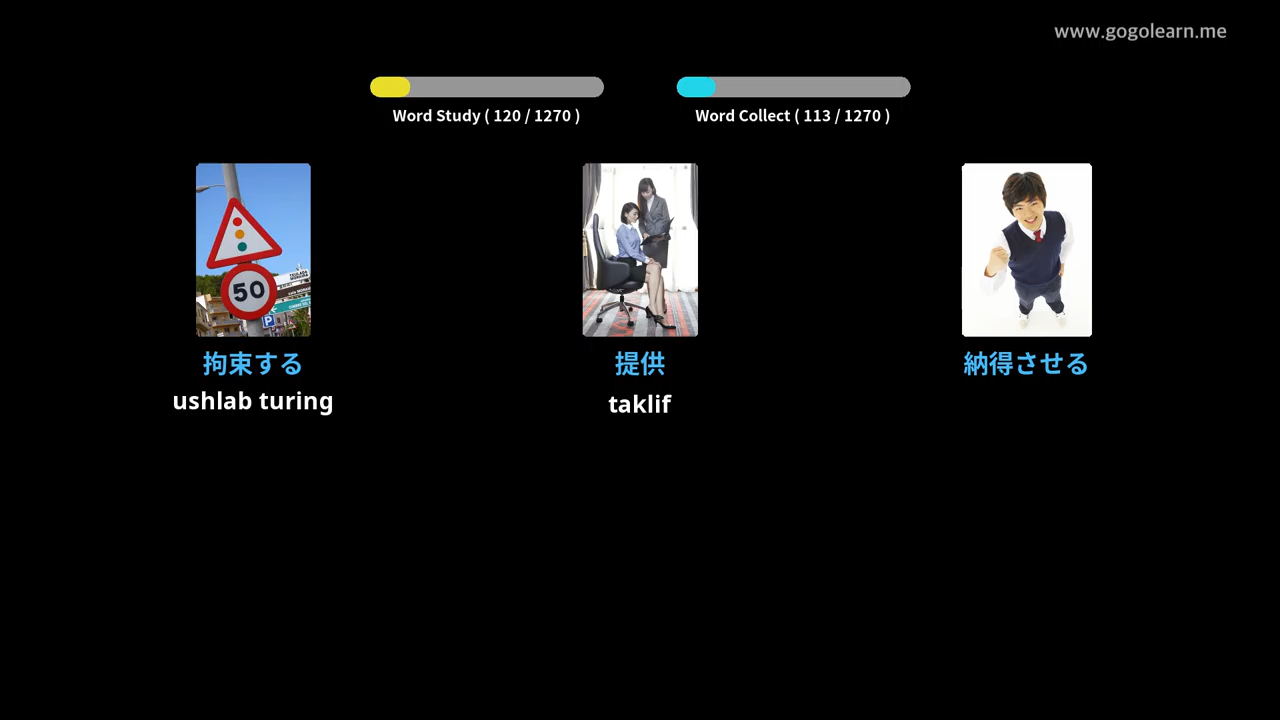 www.gogolearn.me
Word Study ( 120 / 1270 )
Word Collect ( 113 / 1270 )
50
P
拘束する
提供
納得させる
ushlab turing
taklif